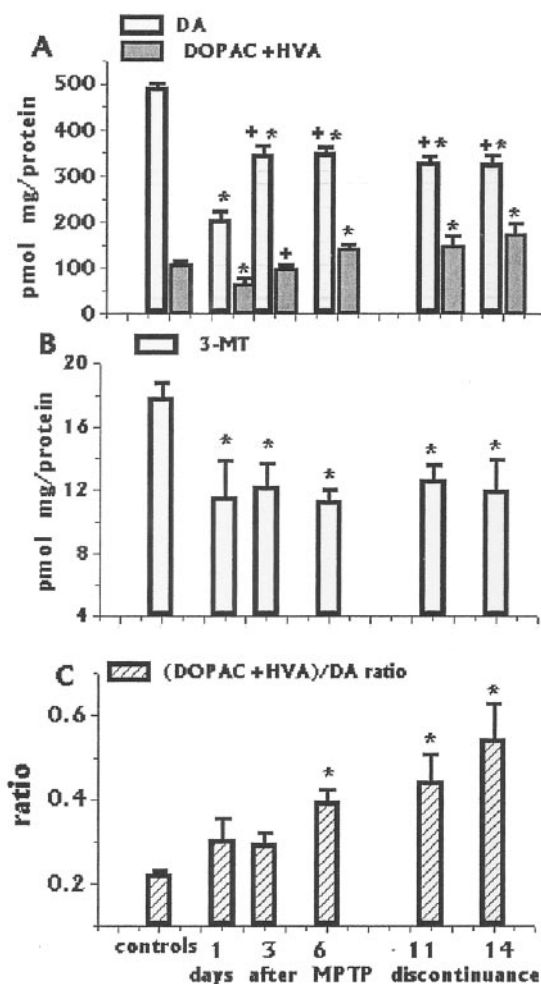 DA
A
DOPAC+HVA
500
400
300
200
100
0
pmol mg/protein
+ * + * + * + *
* * *
* * +
B
3-MT
20
16
12
8
4
pmol mg/protein
* * * * *
C
(DOPAC+HVA)/DA ratio
0.6
0.4
0.2
ratio
* * *
controls 1 3 6 11 14
days after MPTP discontinuance